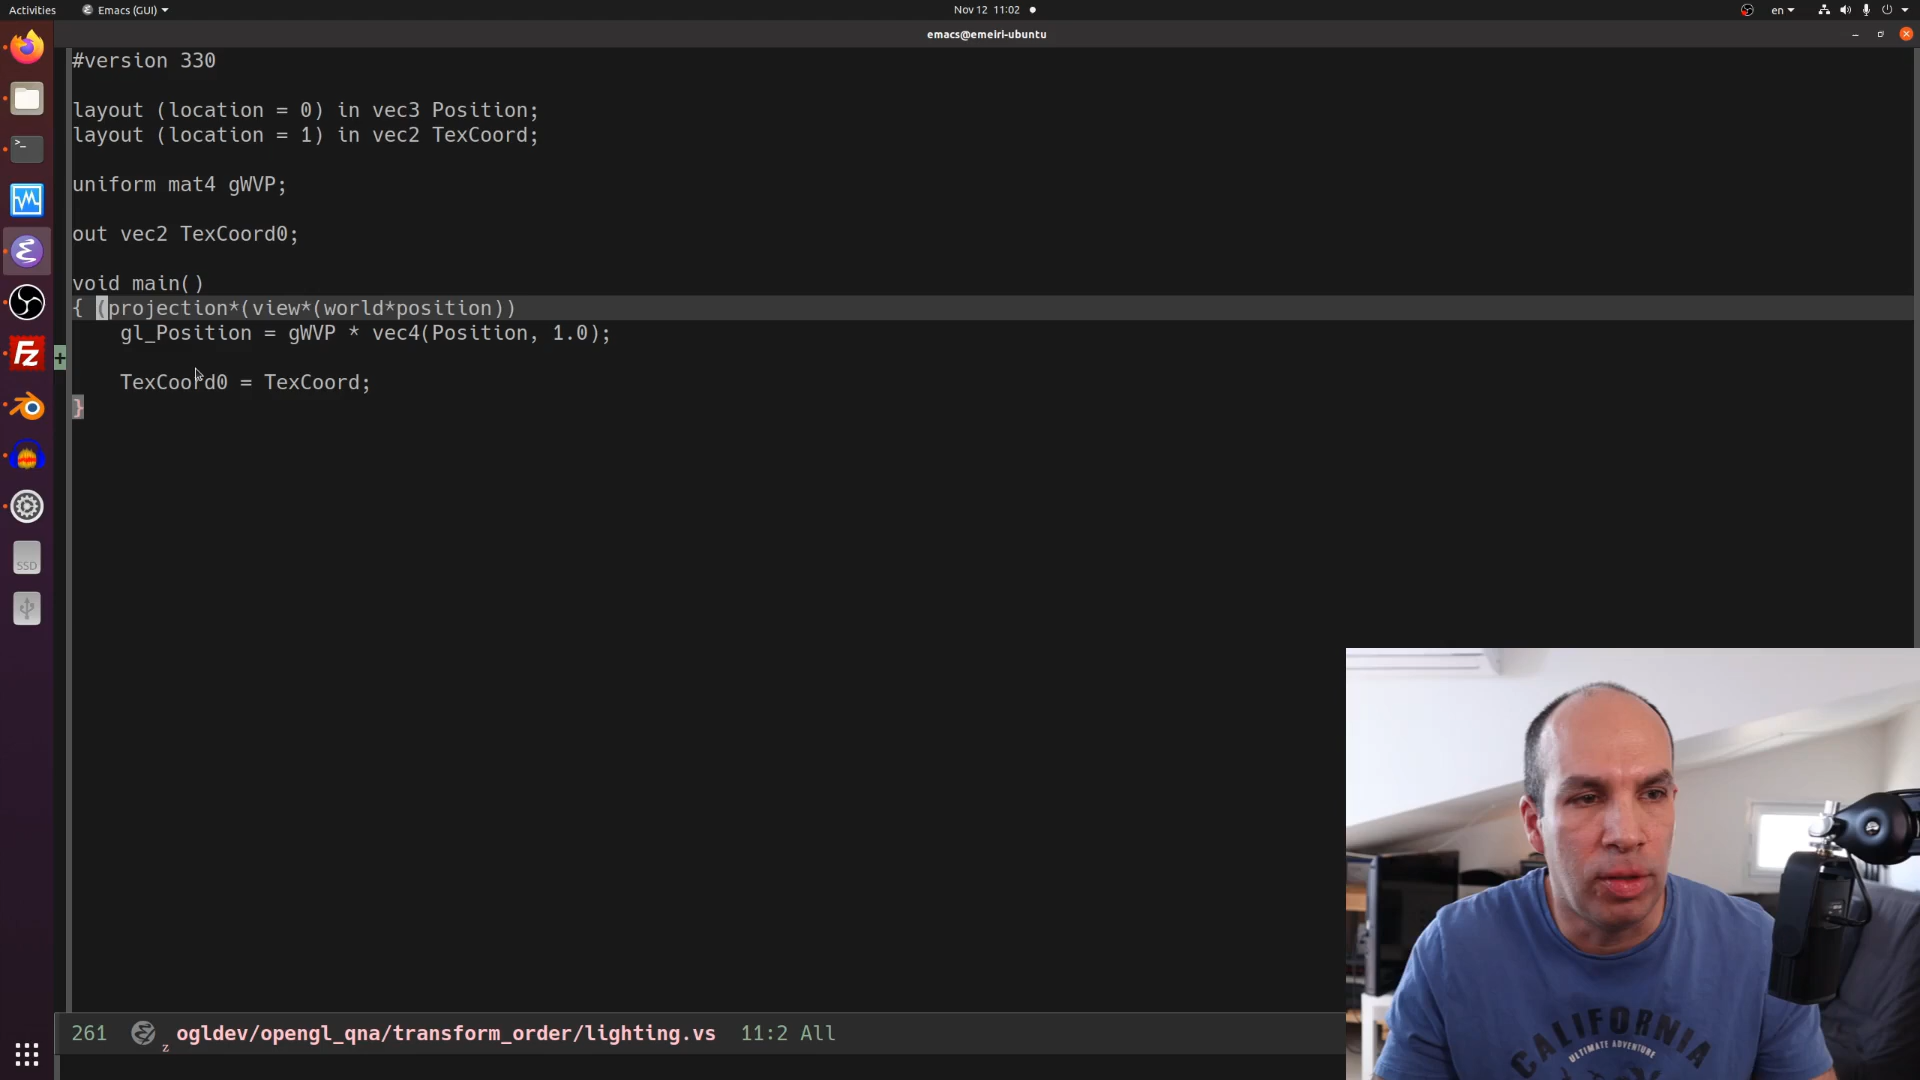 Activities
Emacs (GUI)
Nov 12 11:02
en
emacs@emeiri-ubuntu
#version 330
layout (location = 0) in vec3 Position;
layout (location = 1) in vec2 TexCoord;
uniform mat4 gWVP;
out vec2 TexCoord0;
void main()
{ (projection*(view*(world*position))
gl_Position = gWVP * vec4(Position, 1.0);
+
TexCoord0 = TexCoord;
}
SSD
261
z
ogldev/opengl_qna/transform_order/lighting.vs
11:2 All
CALIFORNIA
ULTIMATE ADVENTURE